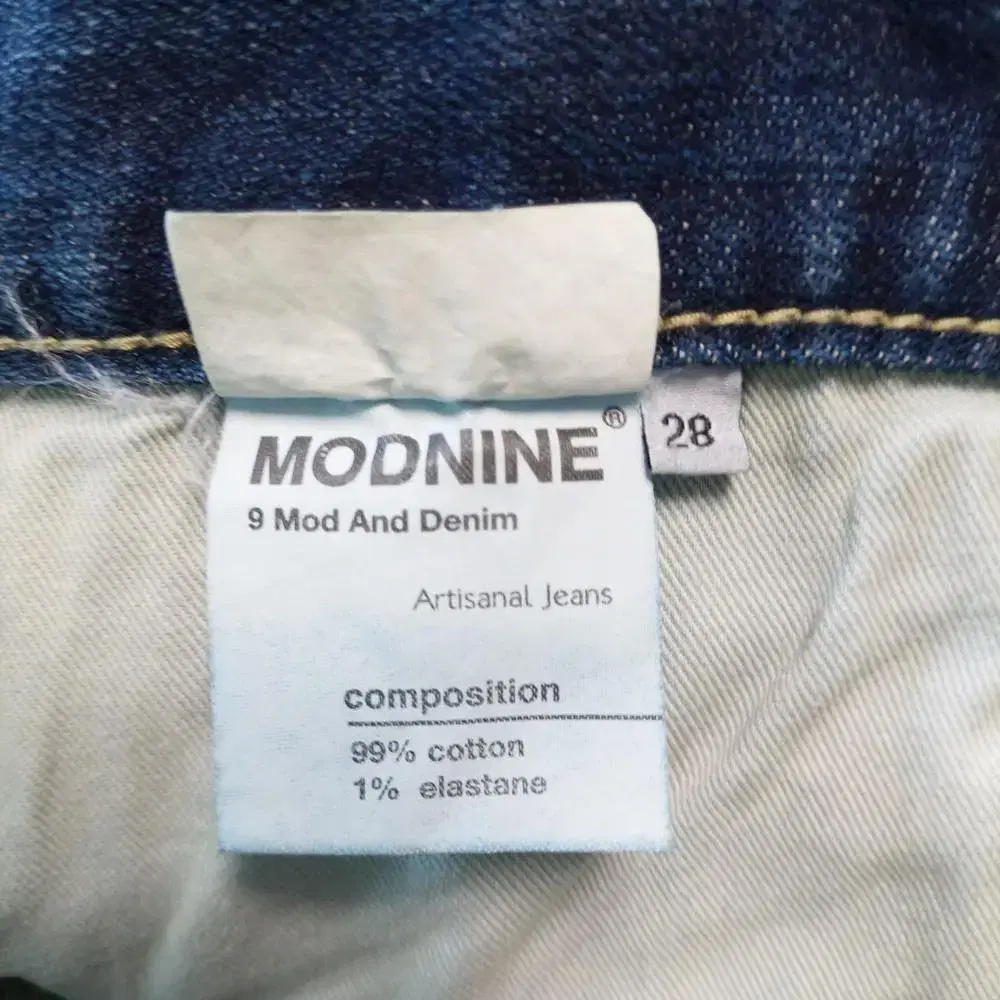 MODNINE®
28
9 Mod And Denim
Artisanal Jeans
composition
99% cotton
1% elastane